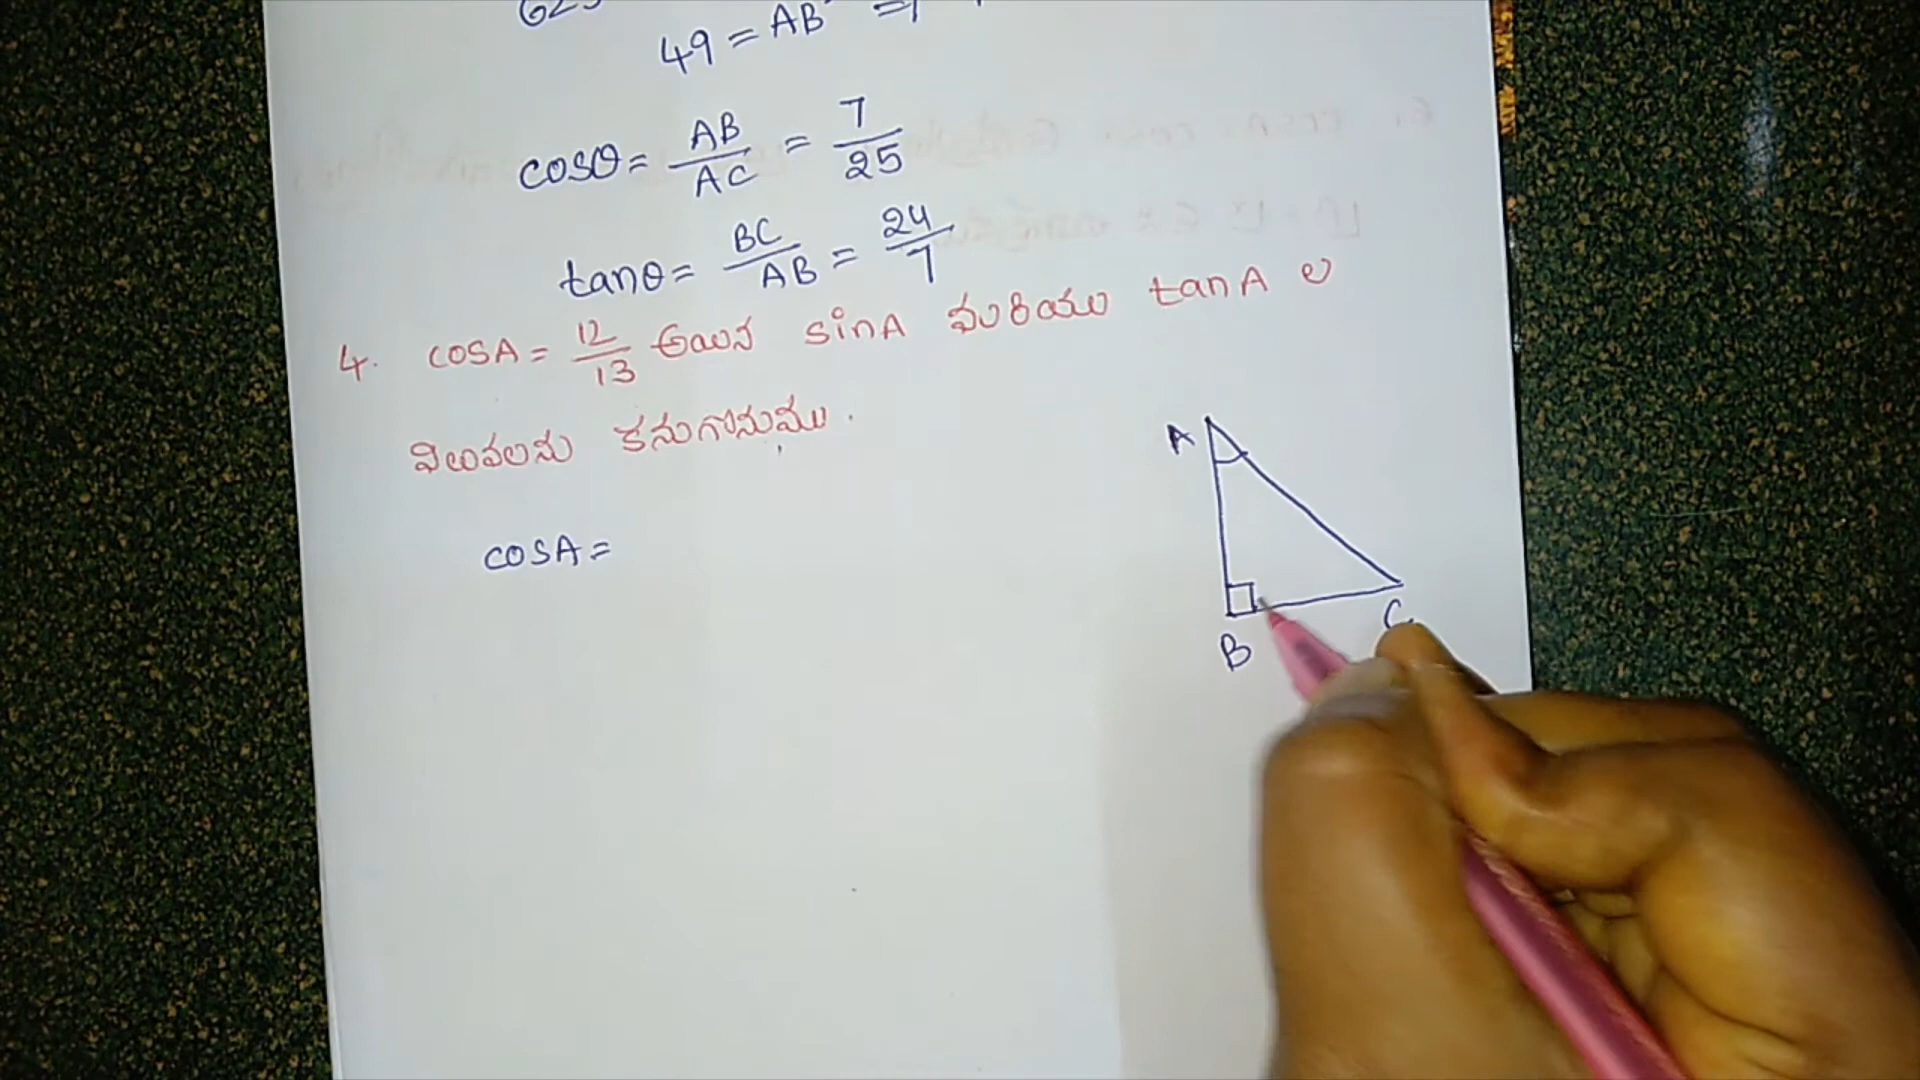 49 = AB²
cosθ = AB/AC = 7/25
tanθ = BC/AB = 24/7
4. cosA = 12/13 అయిన sinA మరియు tanA ల
విలువలను కనుగొనుము.
A
cosA =
C
B